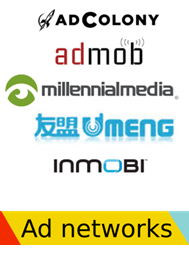 ADCOLONY
admob
millennialmedia®
友盟 UMENG
INMOBI
Ad networks